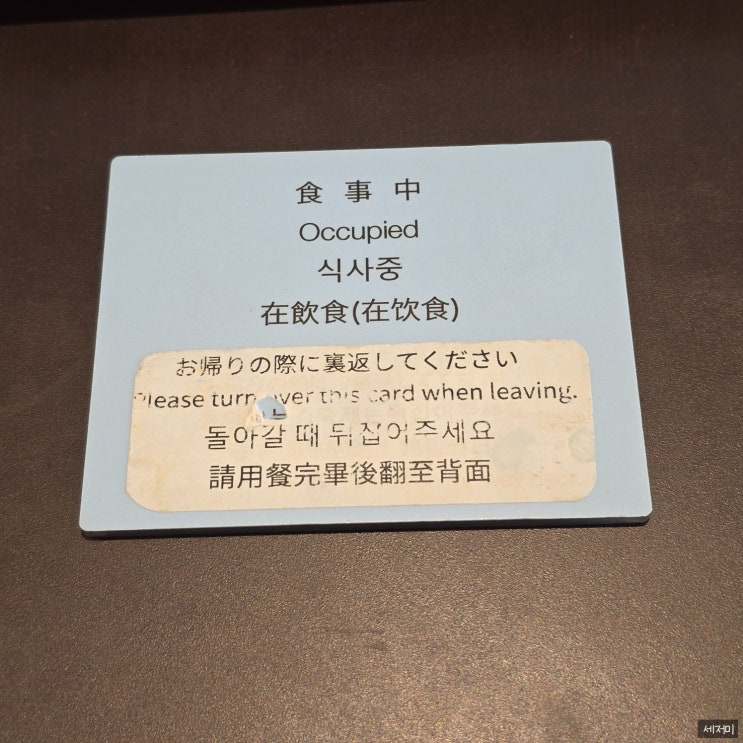 食事中
Occupied
식사중
在飲食(在饮食)
お帰りの際に裏返してください
Please turn over this card when leaving.
돌아갈 때 뒤집어주세요
請用餐完畢後翻至背面
세저미